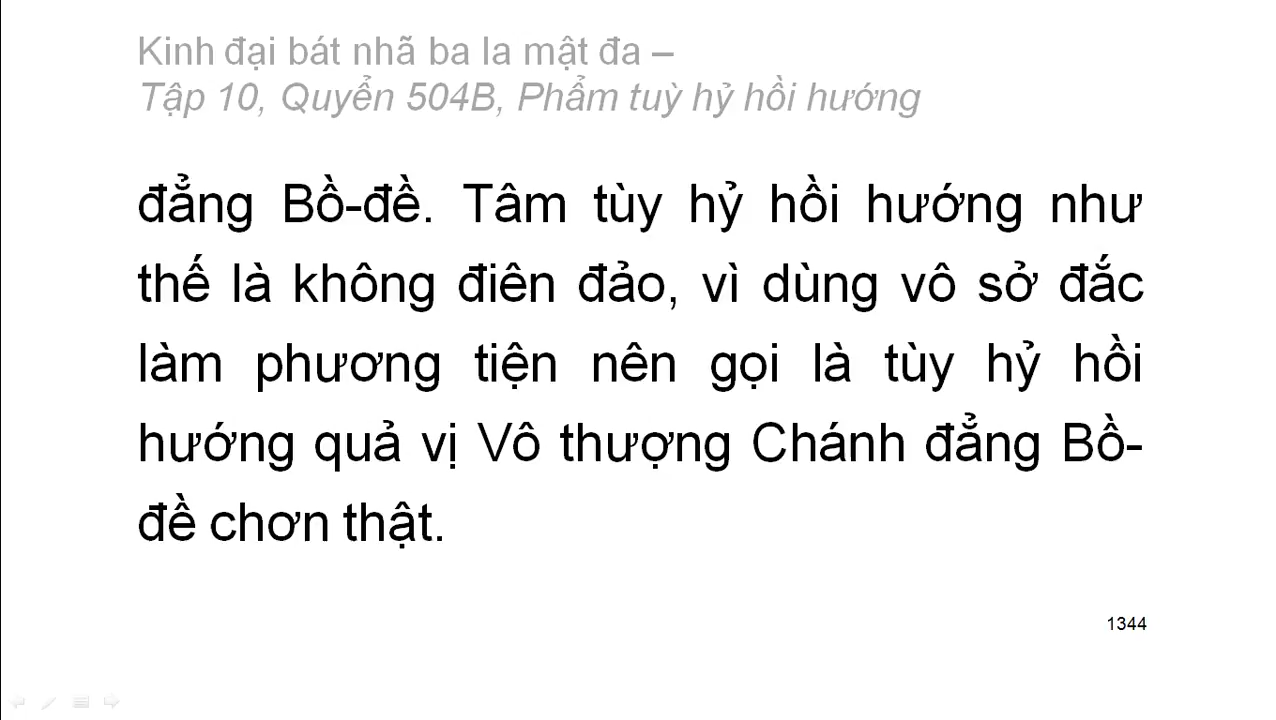 Kinh đại bát nhã ba la mật đa –
Tập 10, Quyển 504B, Phẩm tuỳ hỷ hồi hướng
đẳng Bồ-đề. Tâm tùy hỷ hồi hướng như
thế là không điên đảo, vì dùng vô sở đắc
làm phương tiện nên gọi là tùy hỷ hồi
hướng quả vị Vô thượng Chánh đẳng Bồ-
đề chơn thật.
1344